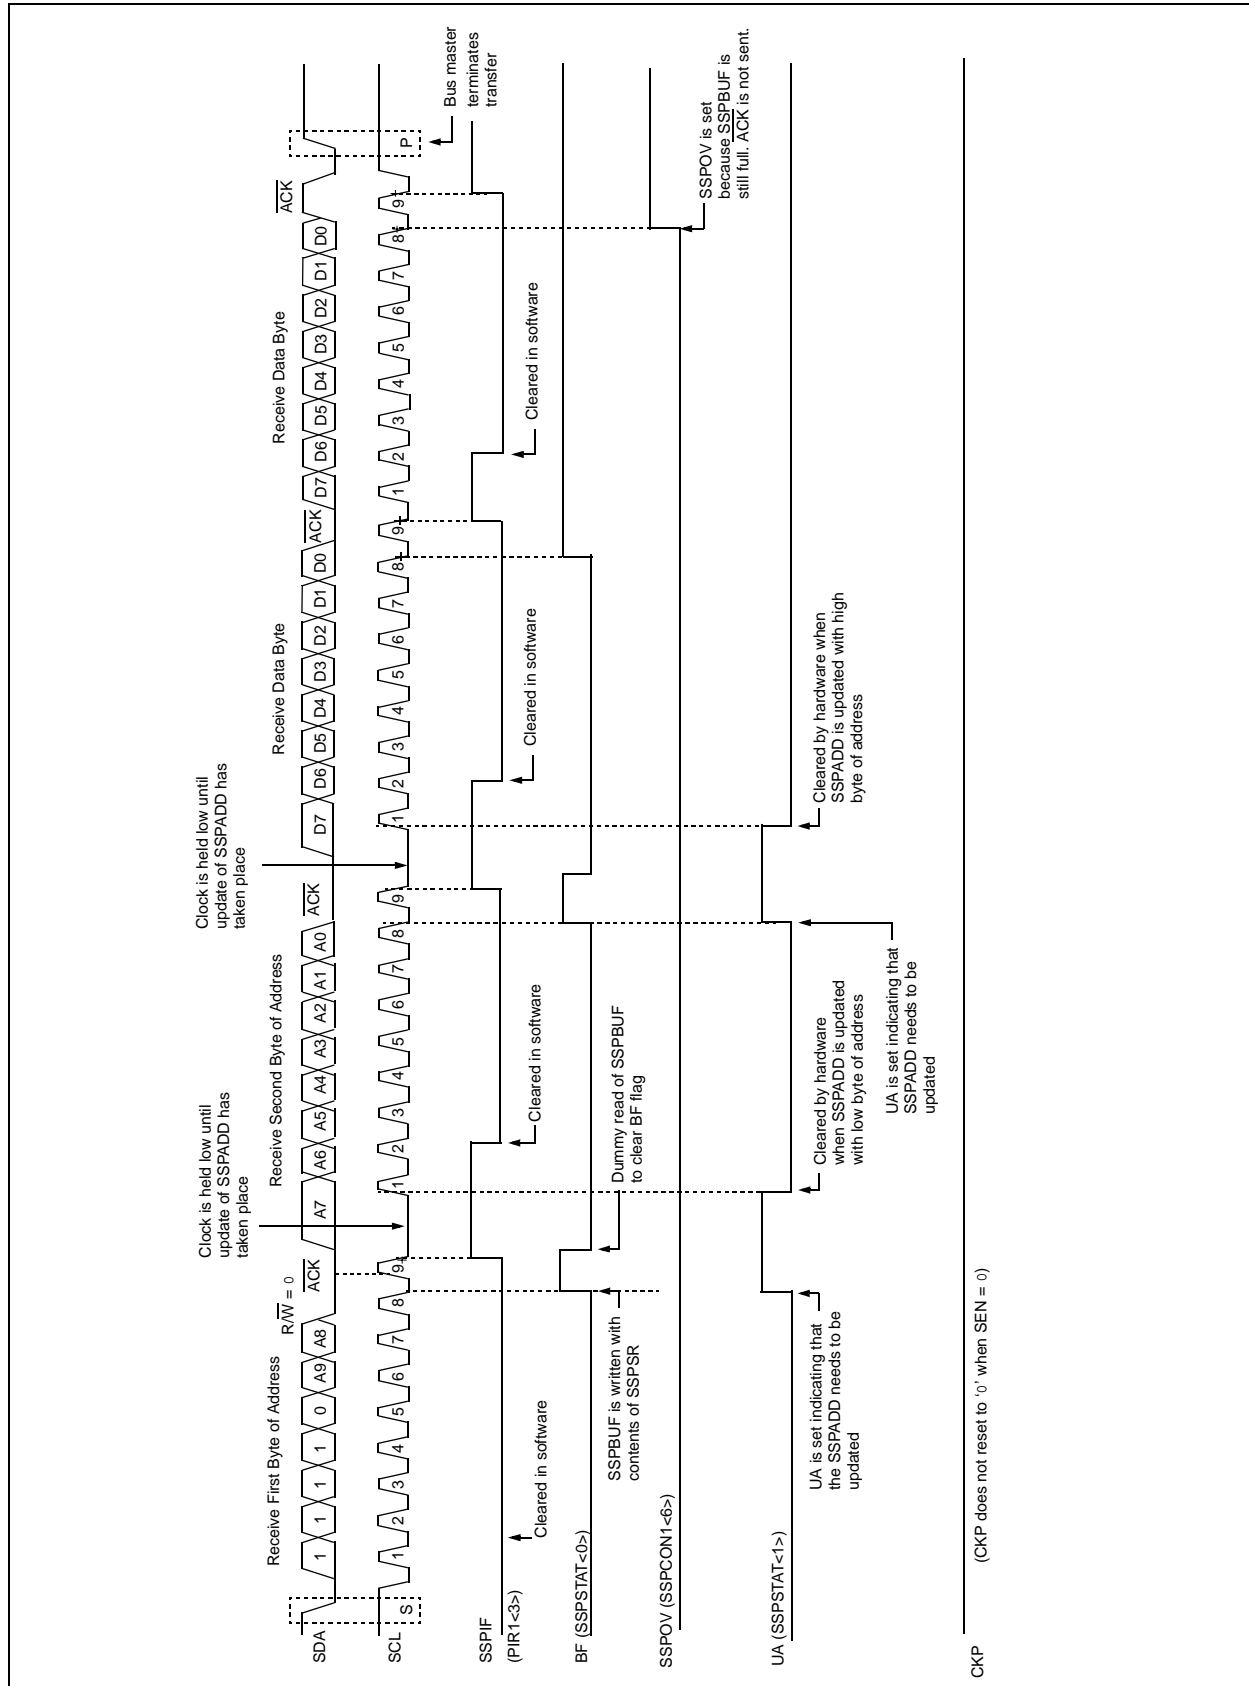 Receive First Byte of Address
R/W = 0
ACK
Clock is held low until
update of SSPADD has
taken place
Receive Second Byte of Address
ACK
Clock is held low until
update of SSPADD has
taken place
Receive Data Byte
ACK
Receive Data Byte
ACK
SDA
1 1 1 1 0 A9 A8
A7 A6 A5 A4 A3 A2 A1 A0
D7 D6 D5 D4 D3 D2 D1 D0
D7 D6 D5 D4 D3 D2 D1 D0
SCL
S
1 2 3 4 5 6 7 8 9
1 2 3 4 5 6 7 8 9
1 2 3 4 5 6 7 8 9
1 2 3 4 5 6 7 8 9
P
Bus master
terminates
transfer
SSPIF
(PIR1<3>)
Cleared in software
Cleared in software
Cleared in software
Cleared in software
BF (SSPSTAT<0>)
SSPBUF is written with
contents of SSPSR
Dummy read of SSPBUF
to clear BF flag
SSPOV (SSPCON1<6>)
SSPOV is set
because SSPBUF is
still full. ACK is not sent.
UA (SSPSTAT<1>)
UA is set indicating that
the SSPADD needs to be
updated
Cleared by hardware
when SSPADD is updated
with low byte of address
UA is set indicating that
SSPADD needs to be
updated
Cleared by hardware when
SSPADD is updated with high
byte of address
CKP
(CKP does not reset to ‘0’ when SEN = 0)